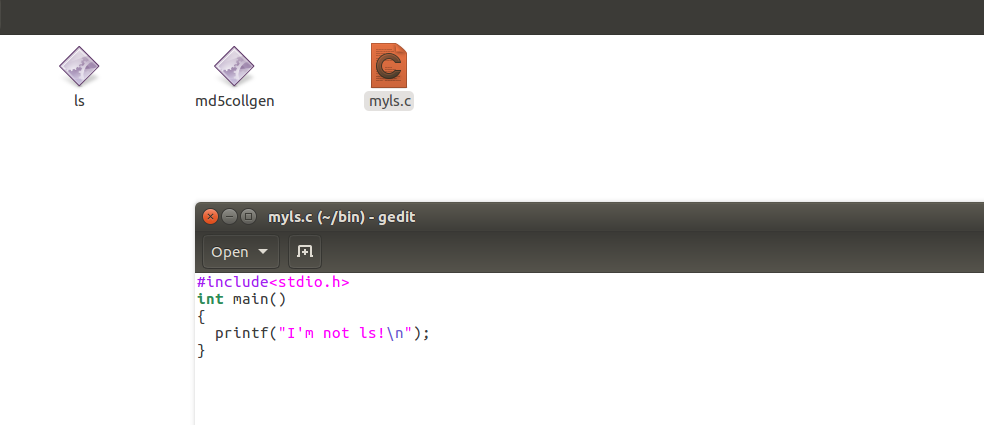 ls
md5collgen
myls.c
myls.c (~/bin) - gedit
Open
#include<stdio.h>
int main()
{
  printf("I'm not ls!\n");
}